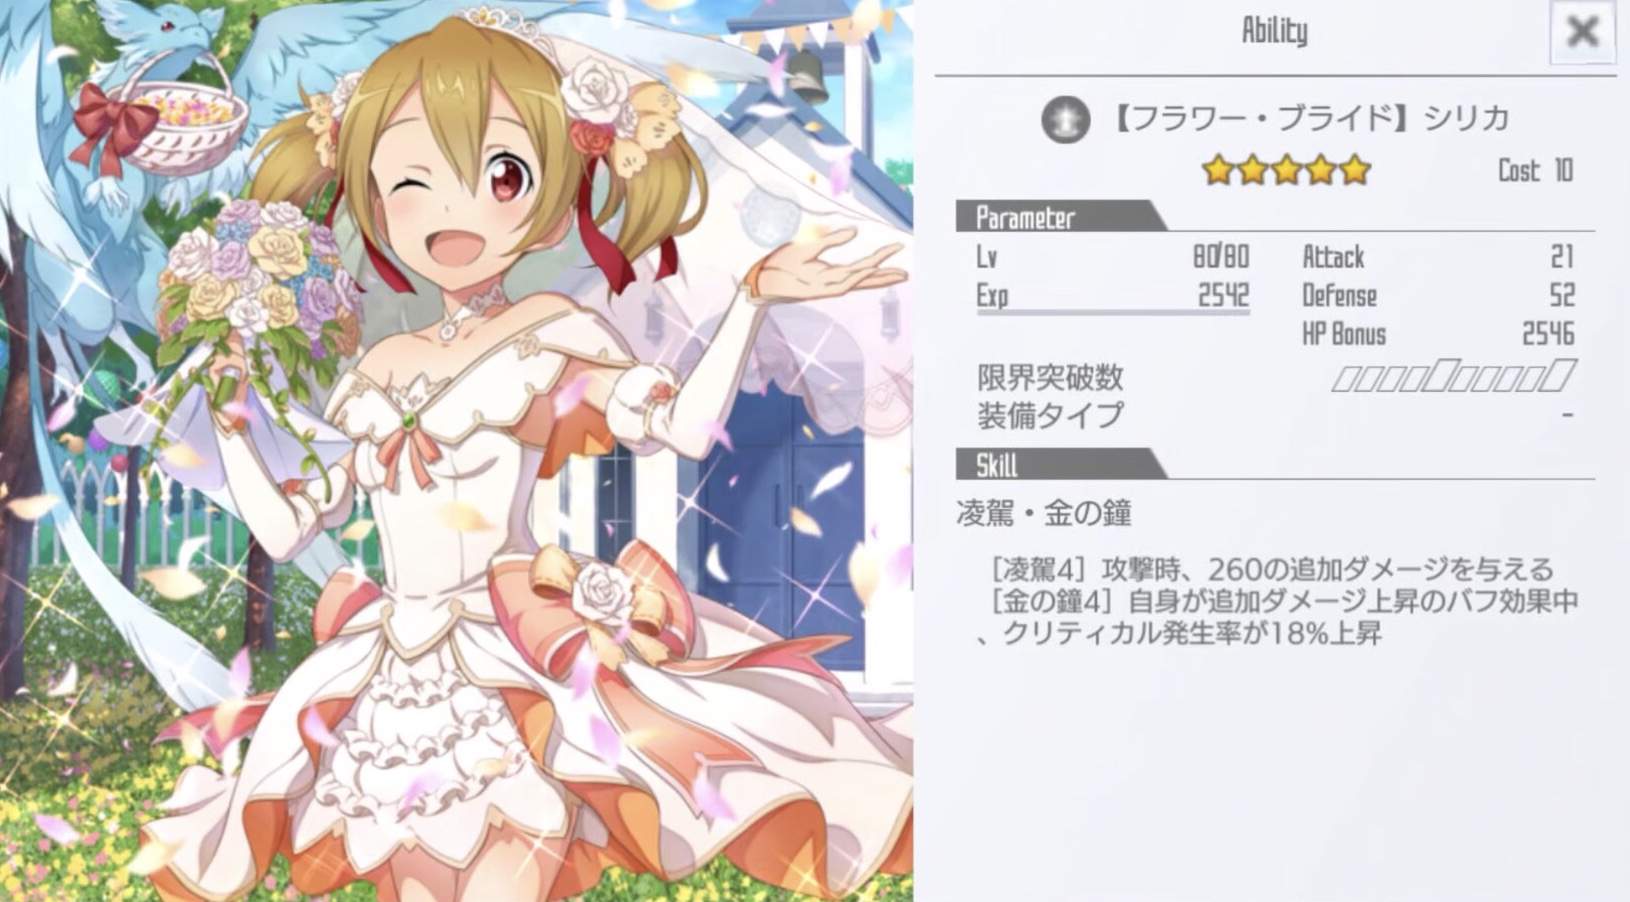 Ability
【フラワー・ブライド】シリカ
Cost 10
Parameter
Lv 80/80 Attack 21
Exp 2542 Defense 52
HP Bonus 2546
限界突破数
装備タイプ -
Skill
凌駕・金の鐘
［凌駕4］攻撃時、260の追加ダメージを与える
［金の鐘4］自身が追加ダメージ上昇のバフ効果中
、クリティカル発生率が18%上昇